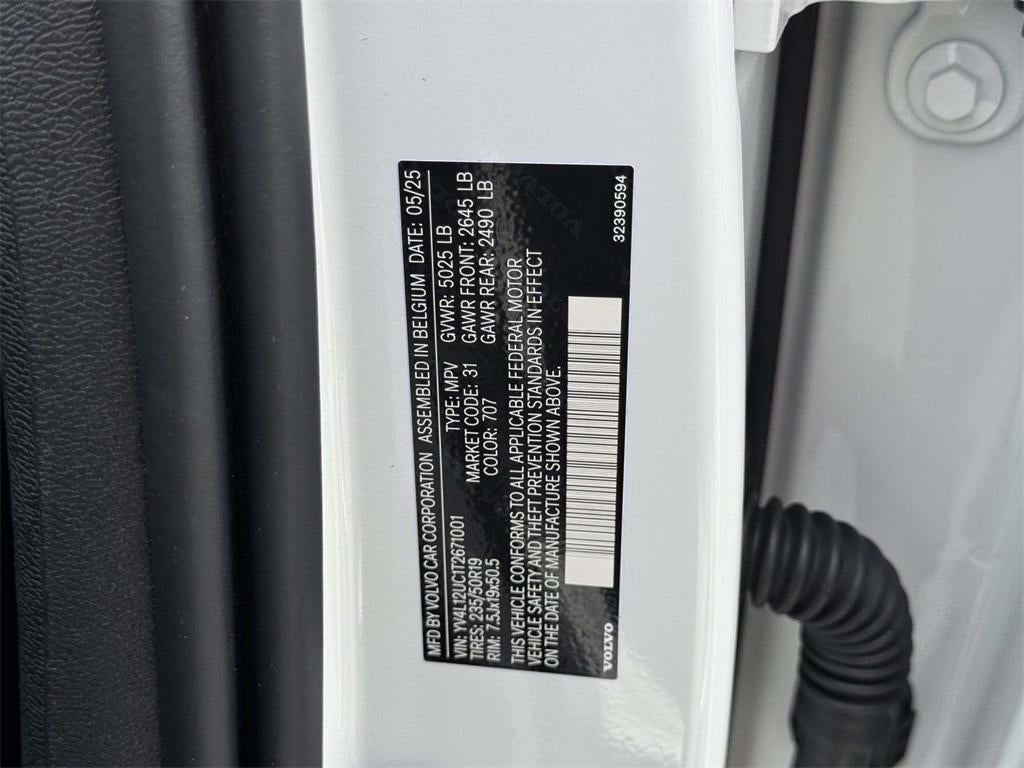 MFD BY VOLVO CAR CORPORATION ASSEMBLED IN BELGIUM DATE: 05/25
VIN: YV4L12UC1T2671001 TYPE: MPV GVWR: 5025 LB
TIRES: 235/50R19 MARKET CODE: 31 GAWR FRONT: 2645 LB
RIM: 7.5Jx19x50.5 COLOR: 707 GAWR REAR: 2490 LB
THIS VEHICLE CONFORMS TO ALL APPLICABLE FEDERAL MOTOR
VEHICLE SAFETY AND THEFT PREVENTION STANDARDS IN EFFECT
ON THE DATE OF MANUFACTURE SHOWN ABOVE.
VOLVO 32390594